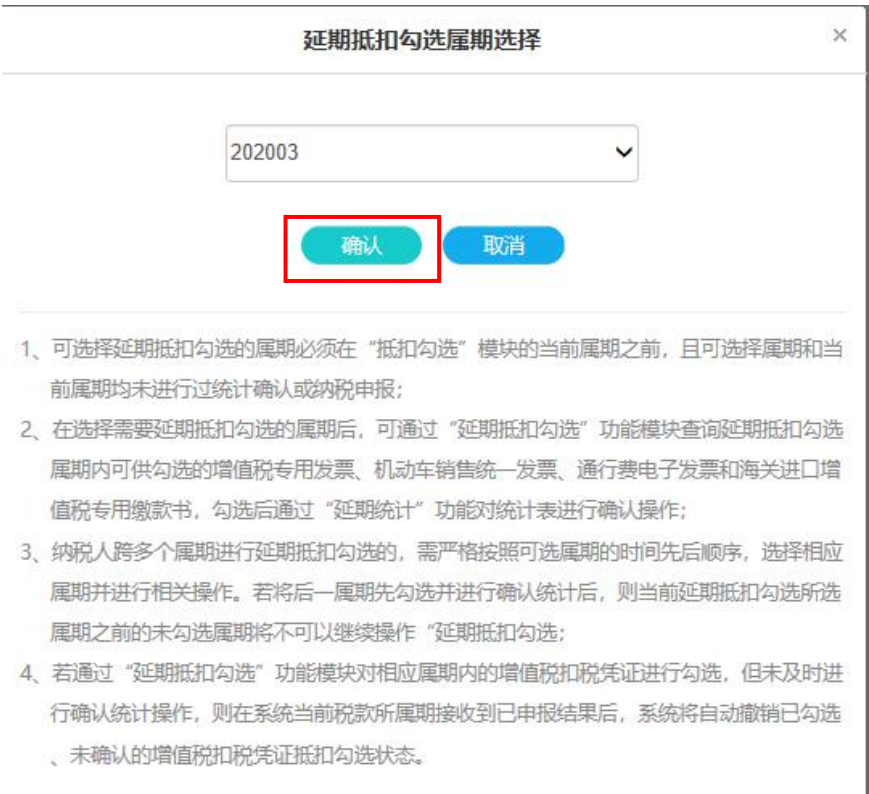 延期抵扣勾选属期选择 ×
202003
确认 取消
1、可选择延期抵扣勾选的属期必须在“抵扣勾选”模块的当前属期之前，且可选择属期和当
前属期均未进行过统计确认或纳税申报；
2、在选择需要延期抵扣勾选的属期后，可通过“延期抵扣勾选”功能模块查询延期抵扣勾选
属期内可供勾选的增值税专用发票、机动车销售统一发票、通行费电子发票和海关进口增
值税专用缴款书，勾选后通过“延期统计”功能对统计表进行确认操作；
3、纳税人跨多个属期进行延期抵扣勾选的，需严格按照可选属期的时间先后顺序，选择相应
属期并进行相关操作。若将后一属期先勾选并进行确认统计后，则当前延期抵扣勾选所选
属期之前的未勾选属期将不可以继续操作“延期抵扣勾选；
4、若通过“延期抵扣勾选”功能模块对相应属期内的增值税扣税凭证进行勾选，但未及时进
行确认统计操作，则在系统当前税款所属期接收到已申报结果后，系统将自动撤销已勾选
、未确认的增值税扣税凭证抵扣勾选状态。